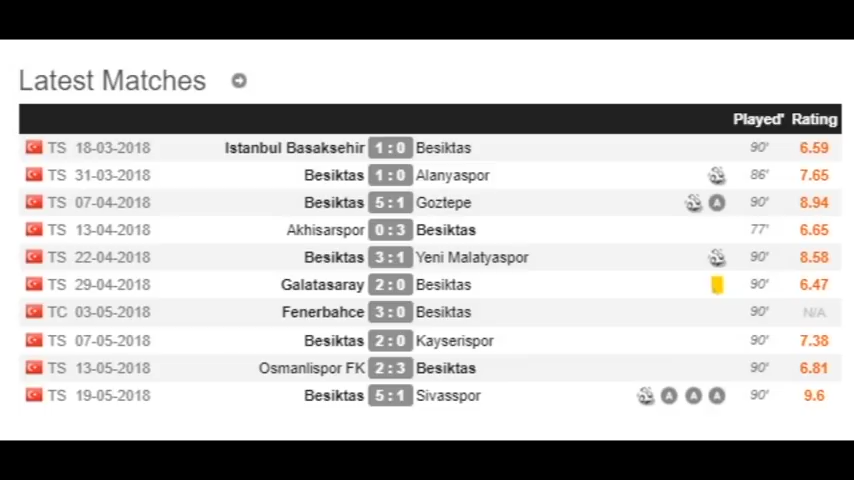 Latest Matches
Played' Rating
TS 18-03-2018 Istanbul Basaksehir 1:0 Besiktas 90' 6.59
TS 31-03-2018 Besiktas 1:0 Alanyaspor 86' 7.65
TS 07-04-2018 Besiktas 5:1 Goztepe A 90' 8.94
TS 13-04-2018 Akhisarspor 0:3 Besiktas 77' 6.65
TS 22-04-2018 Besiktas 3:1 Yeni Malatyaspor 90' 8.58
TS 29-04-2018 Galatasaray 2:0 Besiktas 90' 6.47
TC 03-05-2018 Fenerbahce 3:0 Besiktas 90' N/A
TS 07-05-2018 Besiktas 2:0 Kayserispor 90' 7.38
TS 13-05-2018 Osmanlispor FK 2:3 Besiktas 90' 6.81
TS 19-05-2018 Besiktas 5:1 Sivasspor A A A 90' 9.6